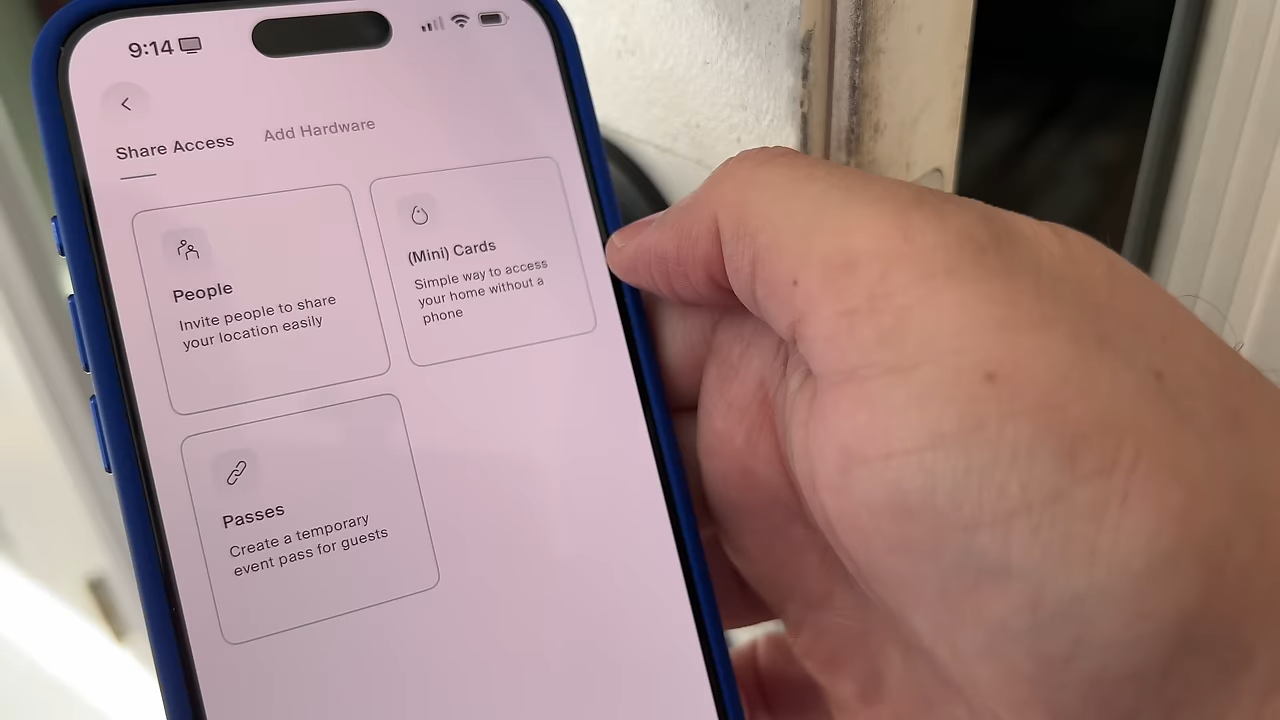 9:14
Share Access
Add Hardware
People
Invite people to share
your location easily
(Mini) Cards
Simple way to access
your home without a
phone
Passes
Create a temporary
event pass for guests